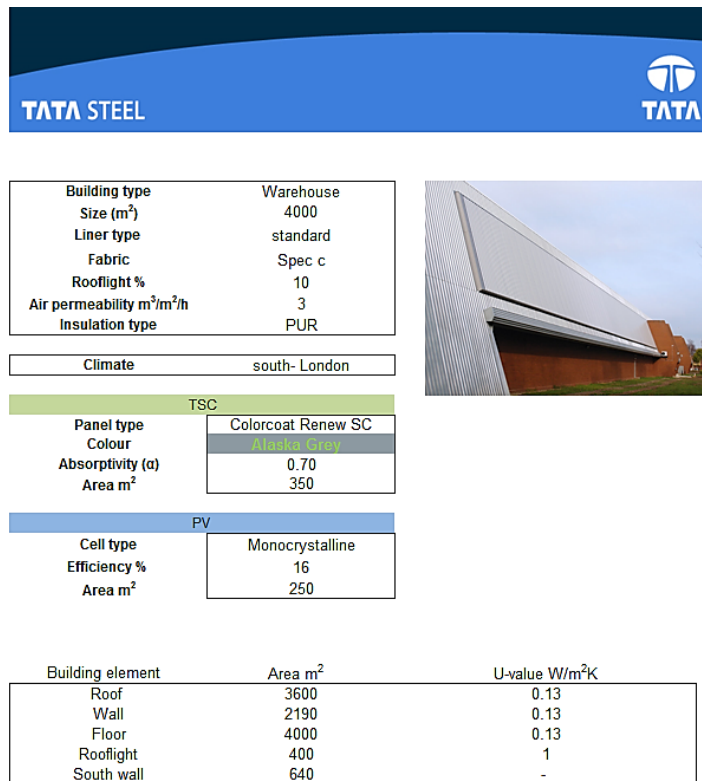 TATA STEEL
TATA
Building type Warehouse
Size (m²) 4000
Liner type standard
Fabric Spec c
Rooflight % 10
Air permeability m³/m²/h 3
Insulation type PUR
Climate south- London
TSC
Panel type Colorcoat Renew SC
Colour Alaska Grey
Absorptivity (α) 0.70
Area m² 350
PV
Cell type Monocrystalline
Efficiency % 16
Area m² 250
Building element Area m² U-value W/m²K
Roof 3600 0.13
Wall 2190 0.13
Floor 4000 0.13
Rooflight 400 1
South wall 640 -